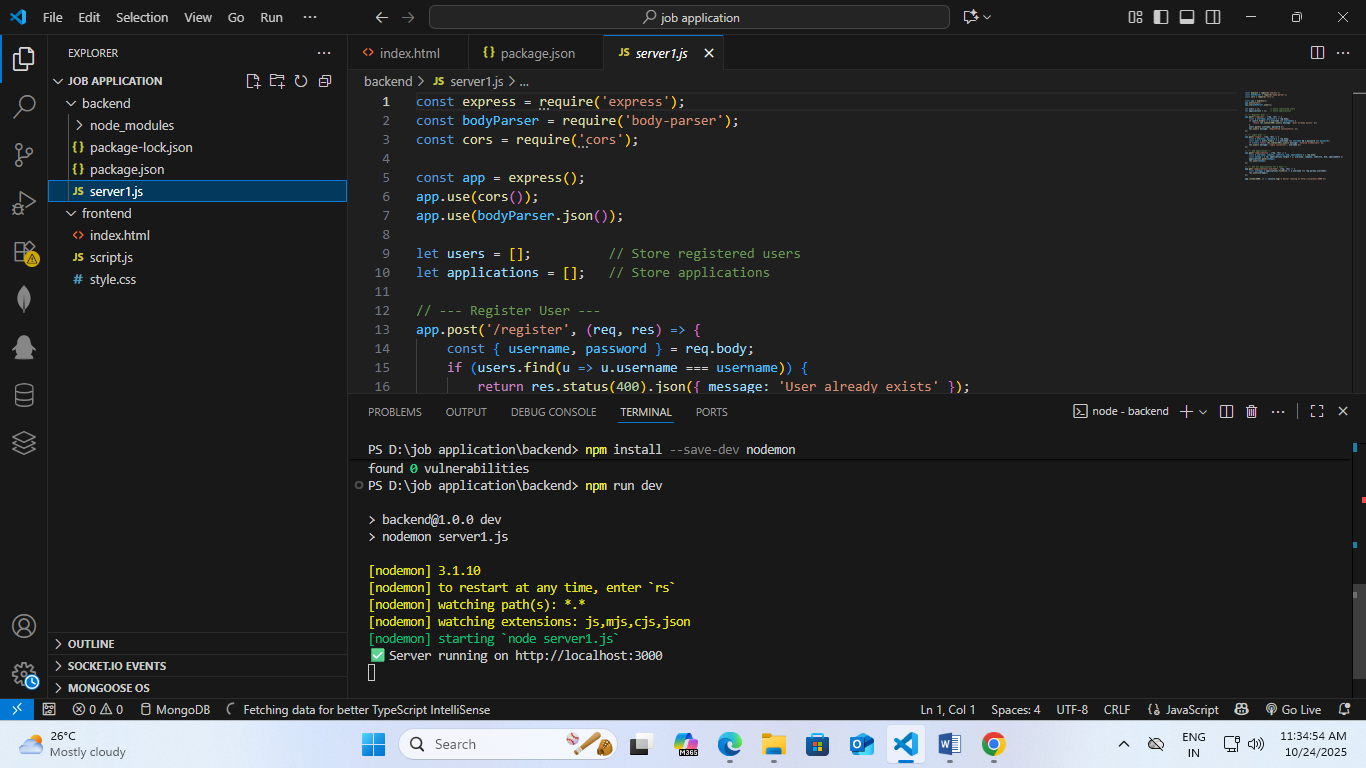 File Edit Selection View Go Run ···
job application
EXPLORER ···
JOB APPLICATION
backend
node_modules
{} package-lock.json
{} package.json
JS server1.js
frontend
<> index.html
JS script.js
# style.css
OUTLINE
SOCKET.IO EVENTS
MONGOOSE OS
<> index.html {} package.json JS server1.js
backend > JS server1.js > ...
1 const express = require('express');
2 const bodyParser = require('body-parser');
3 const cors = require('cors');
4
5 const app = express();
6 app.use(cors());
7 app.use(bodyParser.json());
8
9 let users = []; // Store registered users
10 let applications = []; // Store applications
11
12 // --- Register User ---
13 app.post('/register', (req, res) => {
14 const { username, password } = req.body;
15 if (users.find(u => u.username === username)) {
16 return res.status(400).json({ message: 'User already exists' });
PROBLEMS OUTPUT DEBUG CONSOLE TERMINAL PORTS
node - backend
PS D:\job application\backend> npm install --save-dev nodemon
found 0 vulnerabilities
PS D:\job application\backend> npm run dev
> backend@1.0.0 dev
> nodemon server1.js
[nodemon] 3.1.10
[nodemon] to restart at any time, enter `rs`
[nodemon] watching path(s): *.*
[nodemon] watching extensions: js,mjs,cjs,json
[nodemon] starting `node server1.js`
✅ Server running on http://localhost:3000
0 0 MongoDB Fetching data for better TypeScript IntelliSense
Ln 1, Col 1 Spaces: 4 UTF-8 CRLF {} JavaScript Go Live
26°C
Mostly cloudy
Search
M365
ENG
IN
11:34:54 AM
10/24/2025